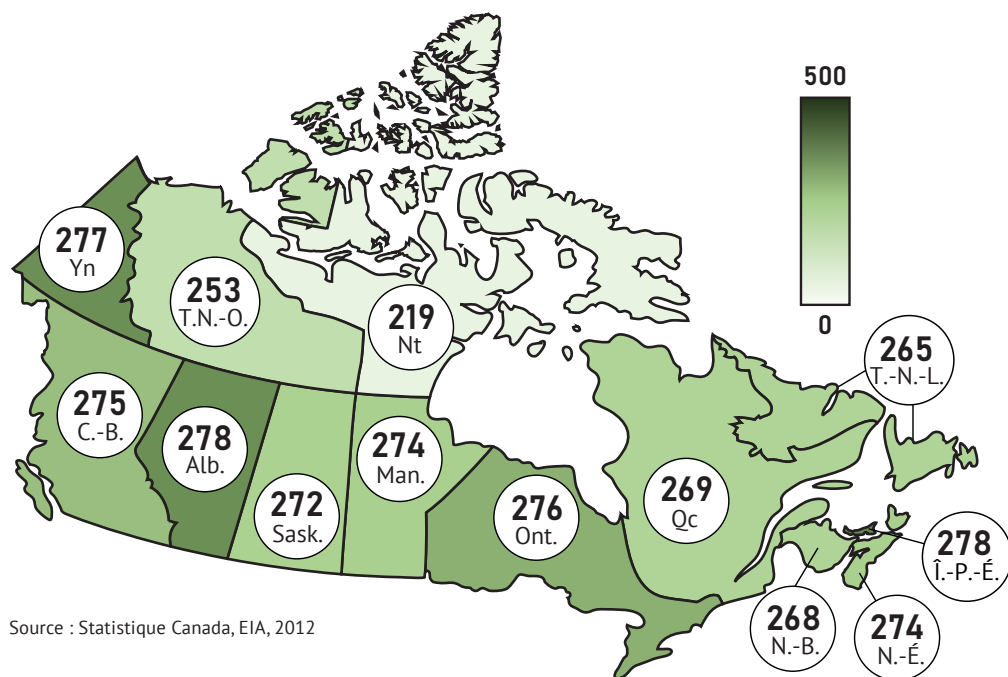 500
0
277
Yn
253
T.N.-O.
219
Nt
265
T.-N.-L.
275
C.-B.
278
Alb.
274
Man.
272
Sask.
276
Ont.
269
Qc
278
Î.-P.-É.
268
N.-B.
274
N.-É.
Source : Statistique Canada, EIA, 2012